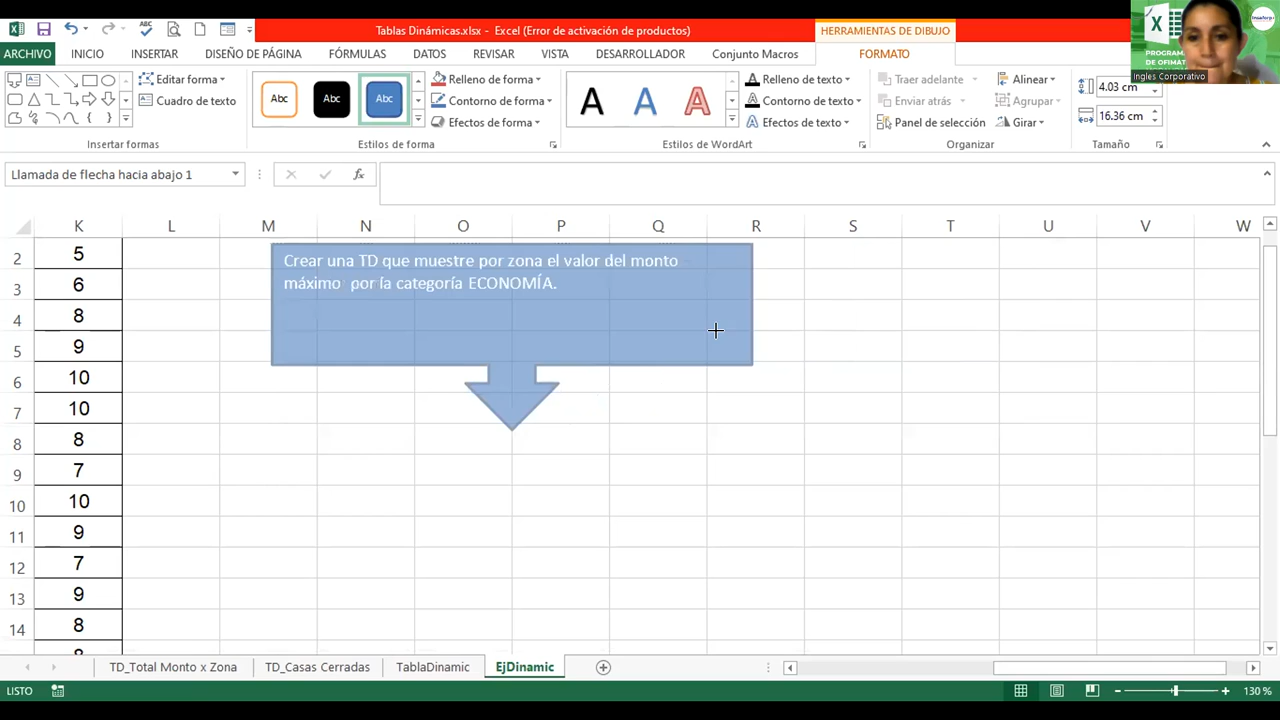 Tablas Dinámicas.xlsx - Excel (Error de activación de productos)
HERRAMIENTAS DE DIBUJO
ARCHIVO INICIO INSERTAR DISEÑO DE PÁGINA FÓRMULAS DATOS REVISAR VISTA DESARROLLADOR Conjunto Macros FORMATO
PROGRAMA
DE OFIMÁT
Ingles Corporativo
Editar forma
Cuadro de texto
Insertar formas
Abc Abc Abc
Relleno de forma
Contorno de forma
Efectos de forma
Estilos de forma
A A A
Relleno de texto
Contorno de texto
Efectos de texto
Estilos de WordArt
Traer adelante
Enviar atrás
Panel de selección
Alinear
Agrupar
Girar
Organizar
4.03 cm
16.36 cm
Tamaño
Llamada de flecha hacia abajo 1
fx
K L M N O P Q R S T U V W
2 5
3 6
4 8
5 9
6 10
7 10
8 8
9 7
10 10
11 9
12 7
13 9
14 8
Crear una TD que muestre por zona el valor del monto
máximo por la categoría ECONOMÍA.
TD_Total Monto x Zona TD_Casas Cerradas TablaDinamic EjDinamic
LISTO
130 %